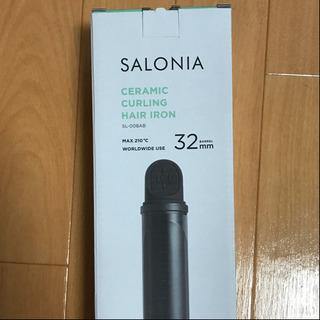 SALONIA
CERAMIC
CURLING
HAIR IRON
SL-008AB
MAX 210℃
WORLDWIDE USE
32 BARREL mm